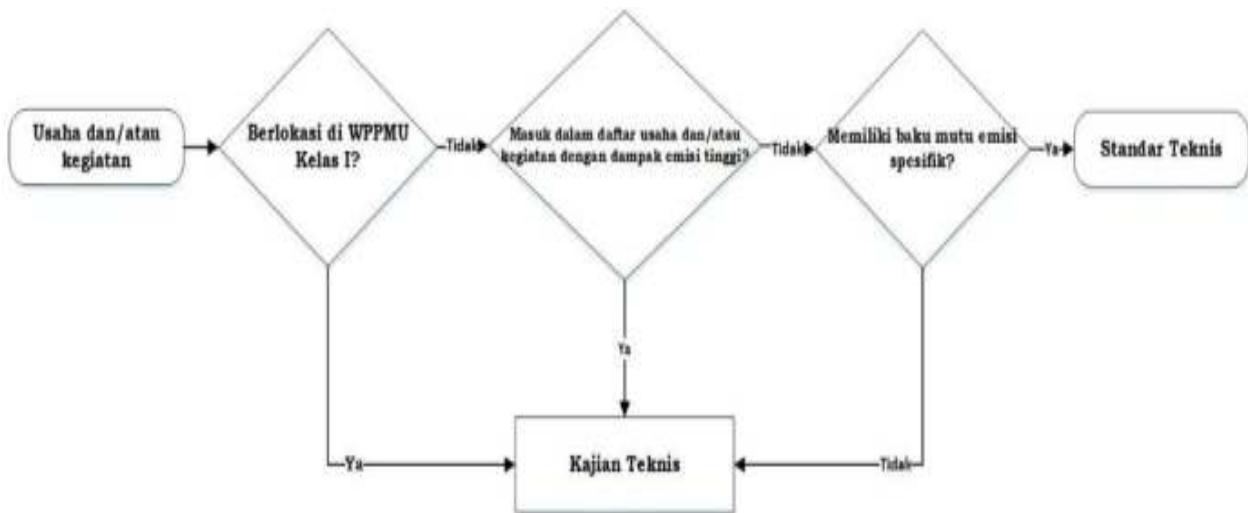 Usaha dan/atau
kegiatan
Berlokasi di WPPMU
Kelas I?
Tidak
Masuk dalam daftar usaha dan/atau
kegiatan dengan dampak emisi tinggi?
Tidak
Memiliki baku mutu emisi
spesifik?
Ya
Standar Teknis
Ya
Ya
Kajian Teknis
Tidak